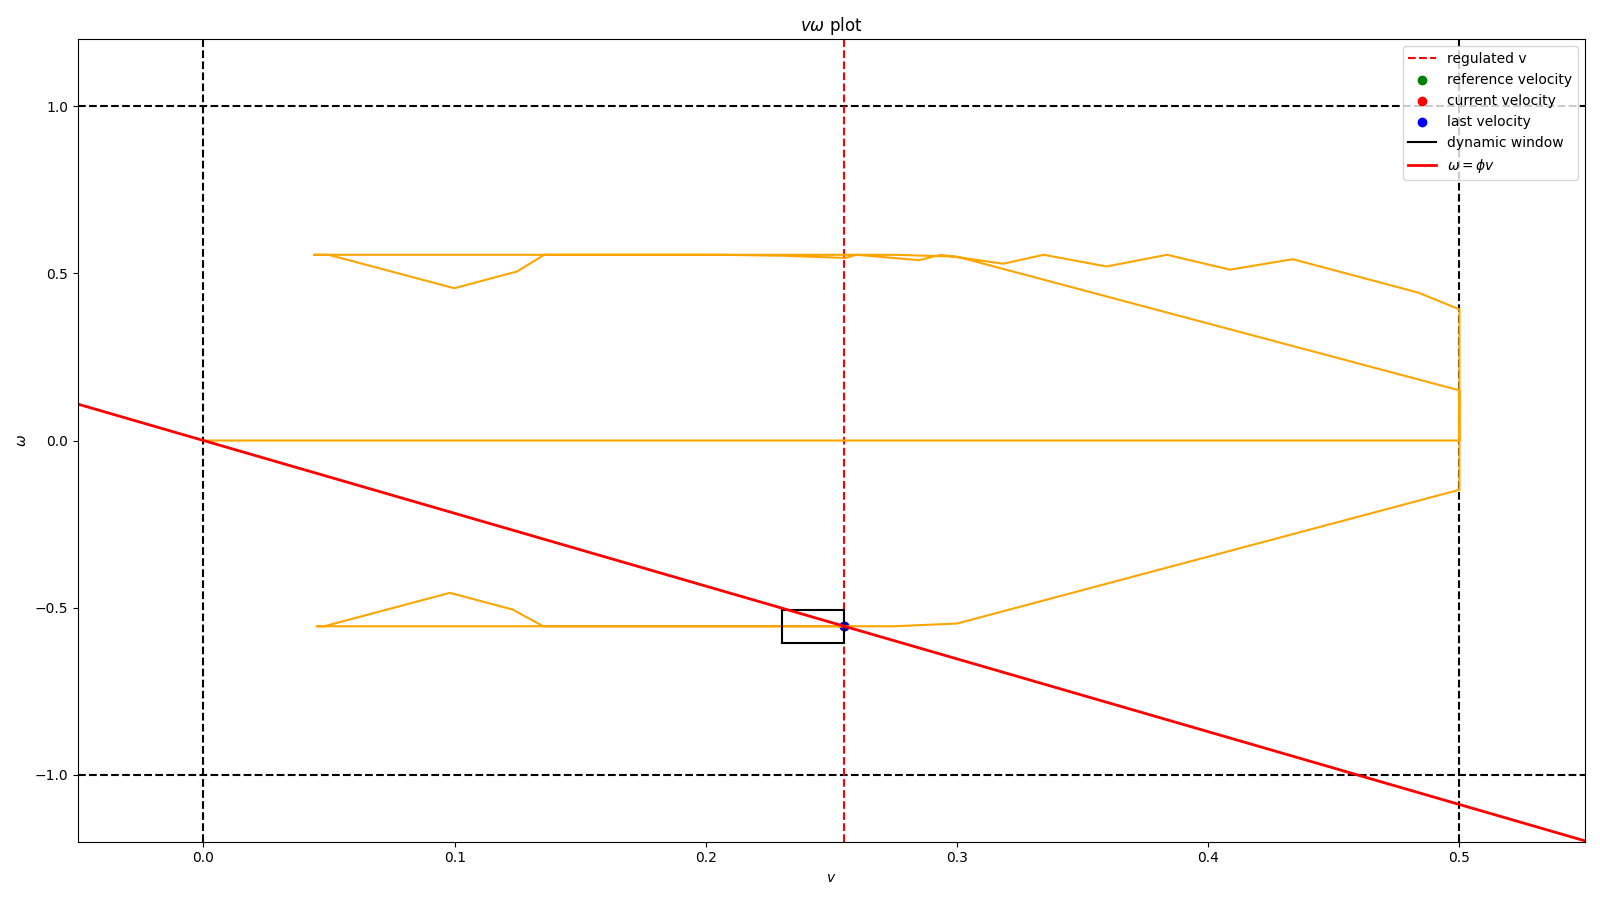 vω plot
regulated v
reference velocity
current velocity
last velocity
dynamic window
ω = ϕv
1.0
0.5
0.0
−0.5
−1.0
ω
0.0 0.1 0.2 0.3 0.4 0.5
v